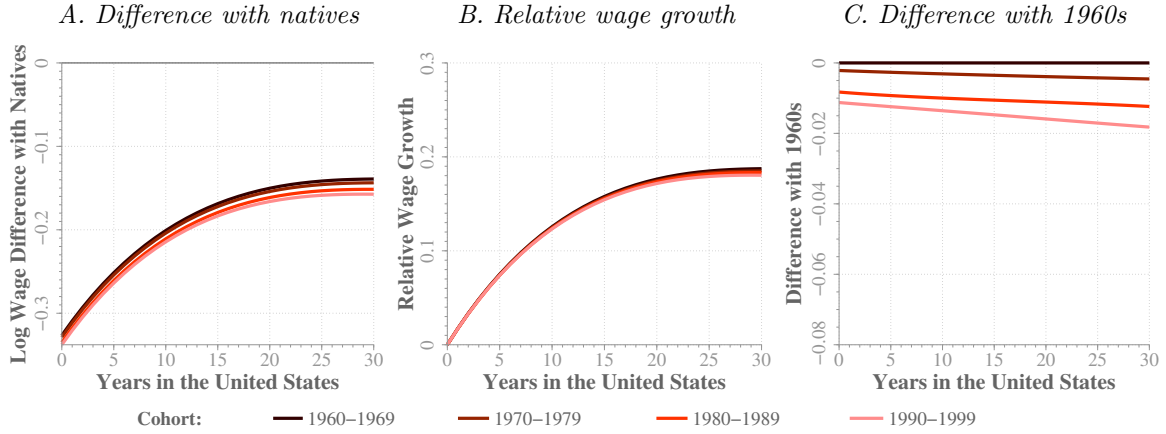 A. Difference with natives
B. Relative wage growth
C. Difference with 1960s
Log Wage Difference with Natives
0
−0.1
−0.2
−0.3
0 5 10 15 20 25 30
Years in the United States
Relative Wage Growth
0.3
0.2
0.1
0
0 5 10 15 20 25 30
Years in the United States
Difference with 1960s
0
−0.02
−0.04
−0.06
−0.08
0 5 10 15 20 25 30
Years in the United States
Cohort: 1960–1969 1970–1979 1980–1989 1990–1999